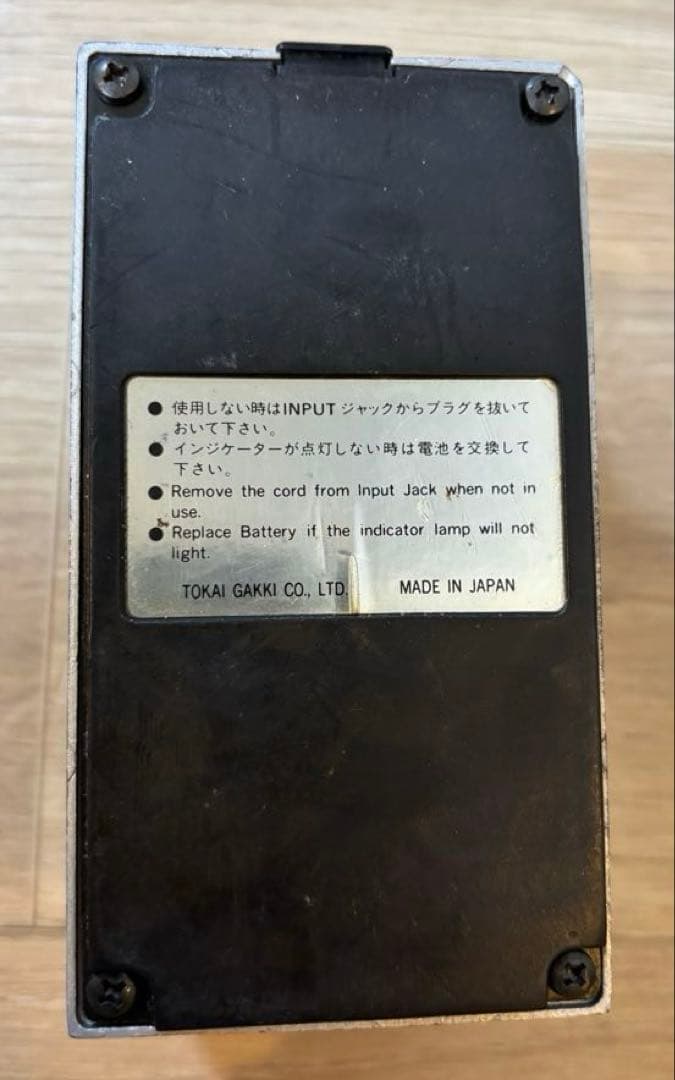 ● 使用しない時はINPUTジャックからプラグを抜いて
おいて下さい。
● インジケーターが点灯しない時は電池を交換して
下さい。
● Remove the cord from Input Jack when not in
use.
● Replace Battery if the indicator lamp will not
light.
TOKAI GAKKI CO., LTD. MADE IN JAPAN